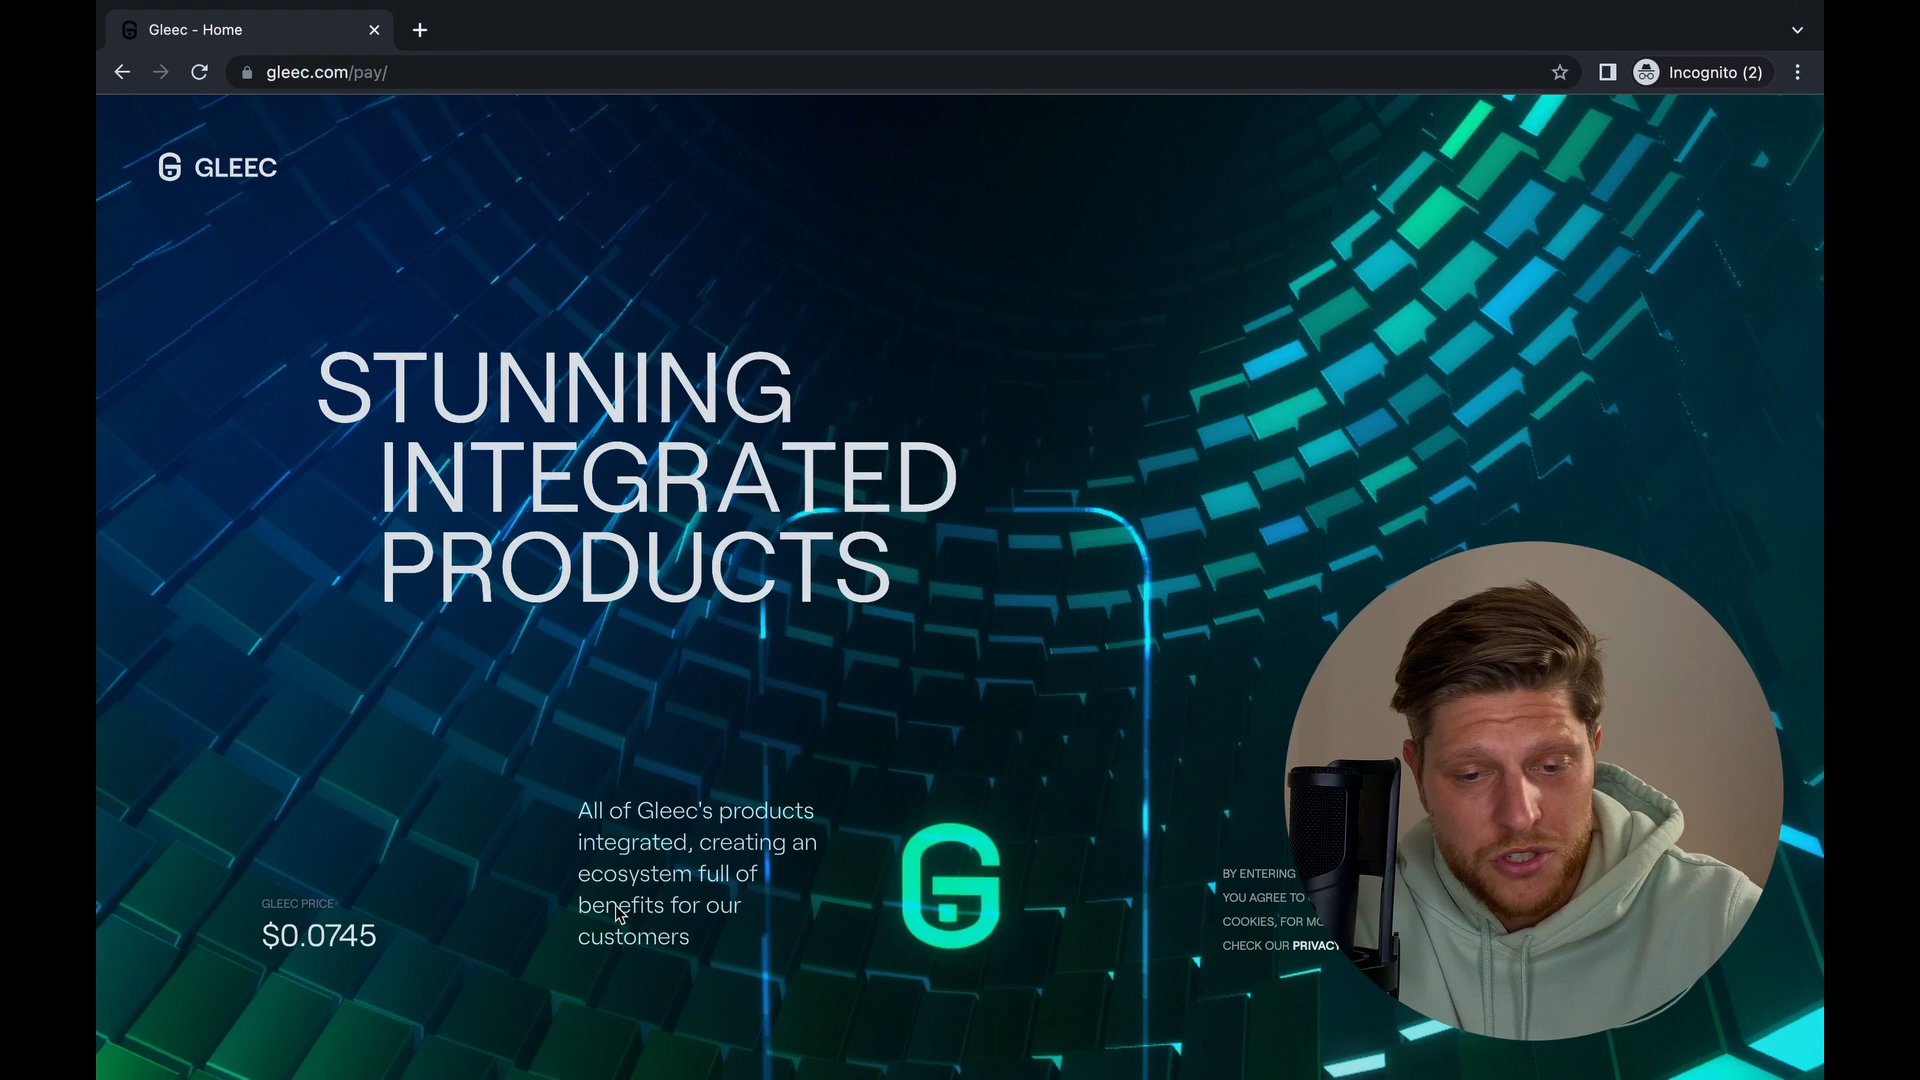 Gleec - Home
gleec.com/pay/
Incognito (2)
GLEEC
STUNNING
INTEGRATED
PRODUCTS
All of Gleec's products
integrated, creating an
ecosystem full of
benefits for our
customers
GLEEC PRICE
$0.0745
BY ENTERING
YOU AGREE TO
COOKIES, FOR
CHECK OUR PRIVACY